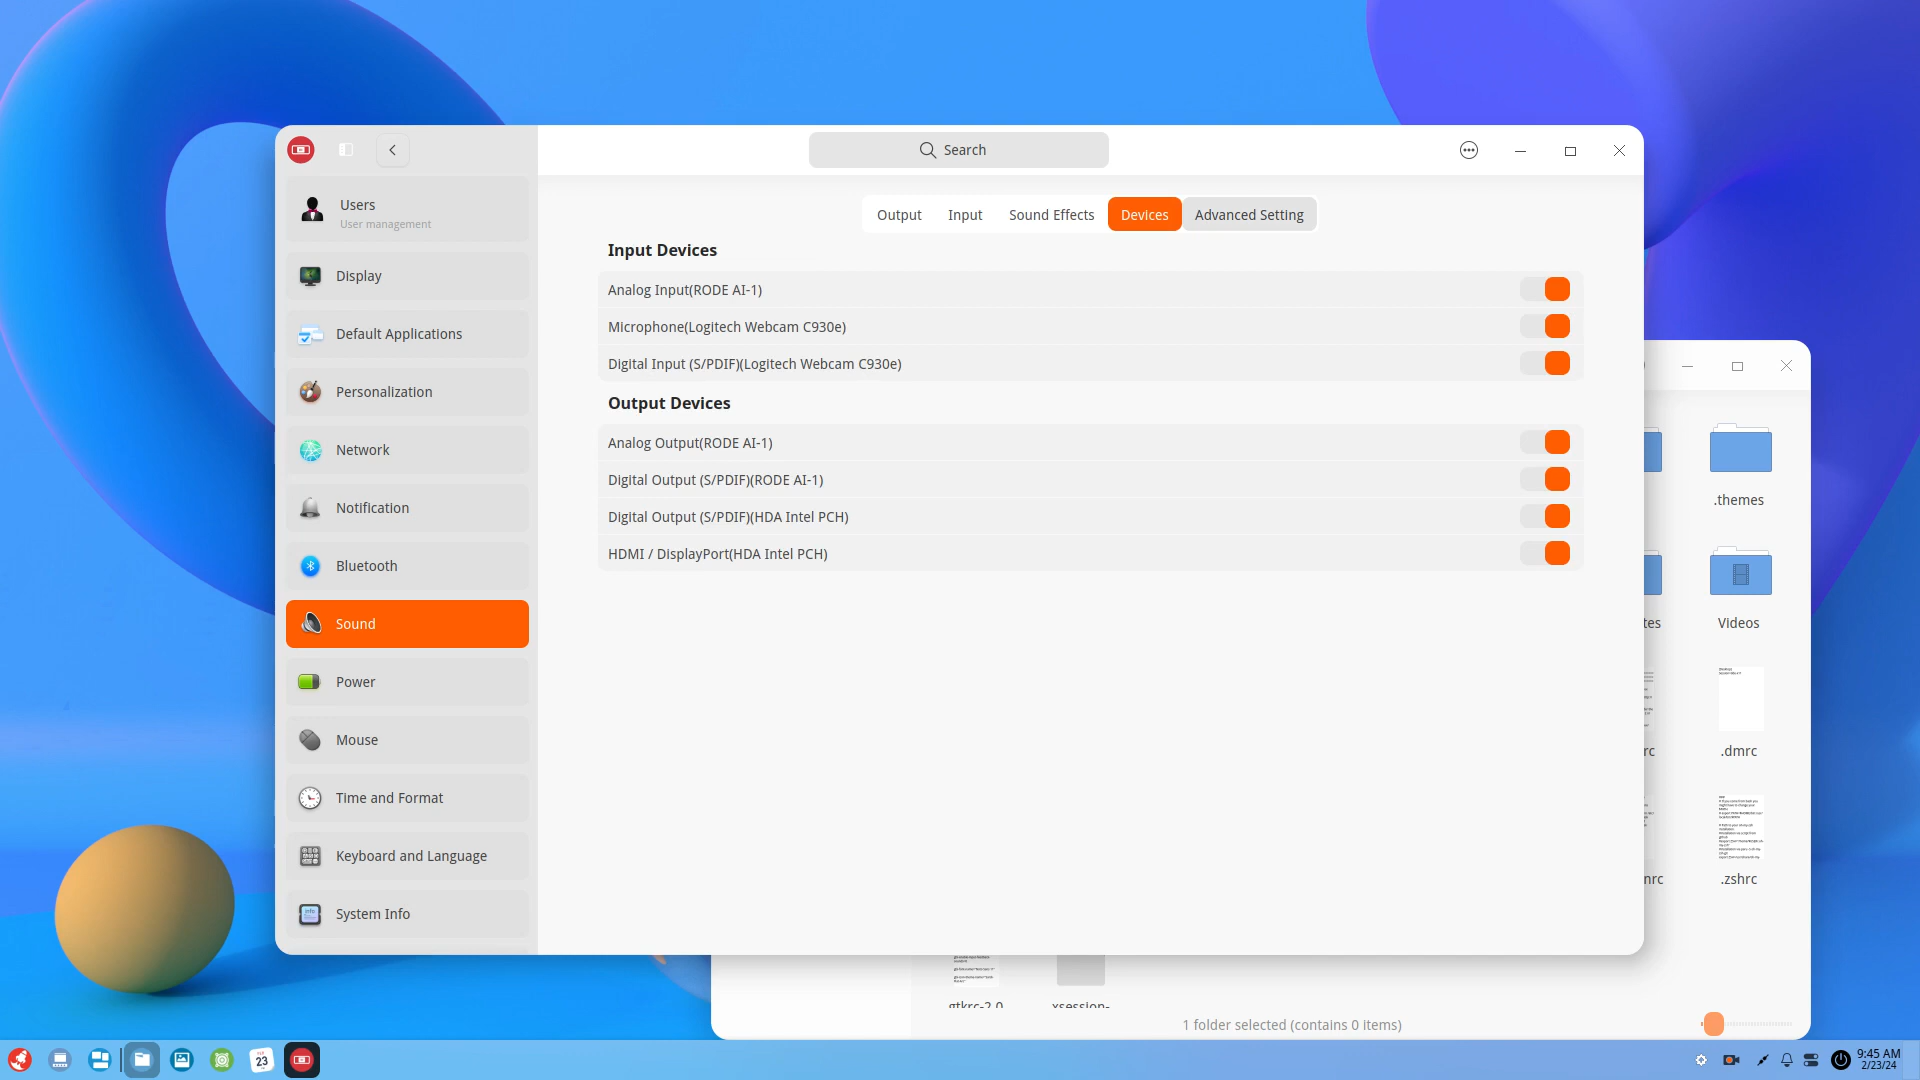 Search
Users
User management
Display
Default Applications
Personalization
Network
Notification
Bluetooth
Sound
Power
Mouse
Time and Format
Keyboard and Language
System Info
Output
Input
Sound Effects
Devices
Advanced Setting
Input Devices
Analog Input(RODE AI-1)
Microphone(Logitech Webcam C930e)
Digital Input (S/PDIF)(Logitech Webcam C930e)
Output Devices
Analog Output(RODE AI-1)
Digital Output (S/PDIF)(RODE AI-1)
Digital Output (S/PDIF)(HDA Intel PCH)
HDMI / DisplayPort(HDA Intel PCH)
.themes
Videos
.dmrc
.zshrc
1 folder selected (contains 0 items)
23
9:45 AM
2/23/24